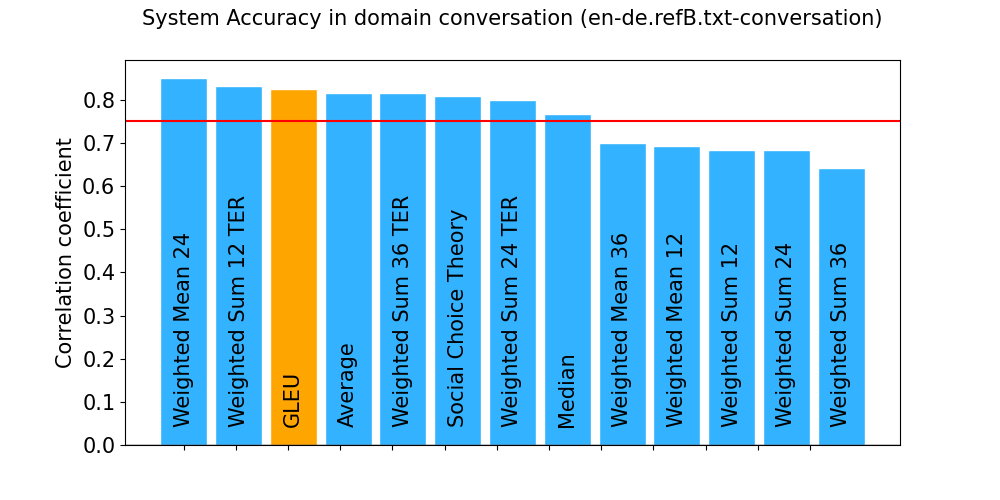 System Accuracy in domain conversation (en-de.refB.txt-conversation)
Correlation coefficient
0.8
0.7
0.6
0.5
0.4
0.3
0.2
0.1
0.0
Weighted Mean 24
Weighted Sum 12 TER
GLEU
Average
Weighted Sum 36 TER
Social Choice Theory
Weighted Sum 24 TER
Median
Weighted Mean 36
Weighted Mean 12
Weighted Sum 12
Weighted Sum 24
Weighted Sum 36